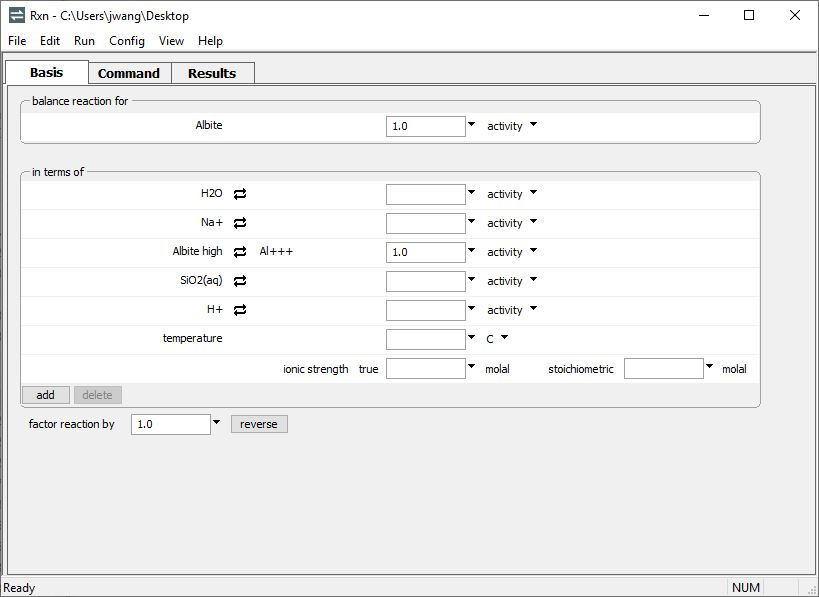 Rxn - C:\Users\jwang\Desktop
File Edit Run Config View Help
Basis Command Results
balance reaction for
Albite 1.0 activity
in terms of
H2O activity
Na+ activity
Albite high Al+++ 1.0 activity
SiO2(aq) activity
H+ activity
temperature C
ionic strength true molal stoichiometric molal
add delete
factor reaction by 1.0 reverse
Ready NUM